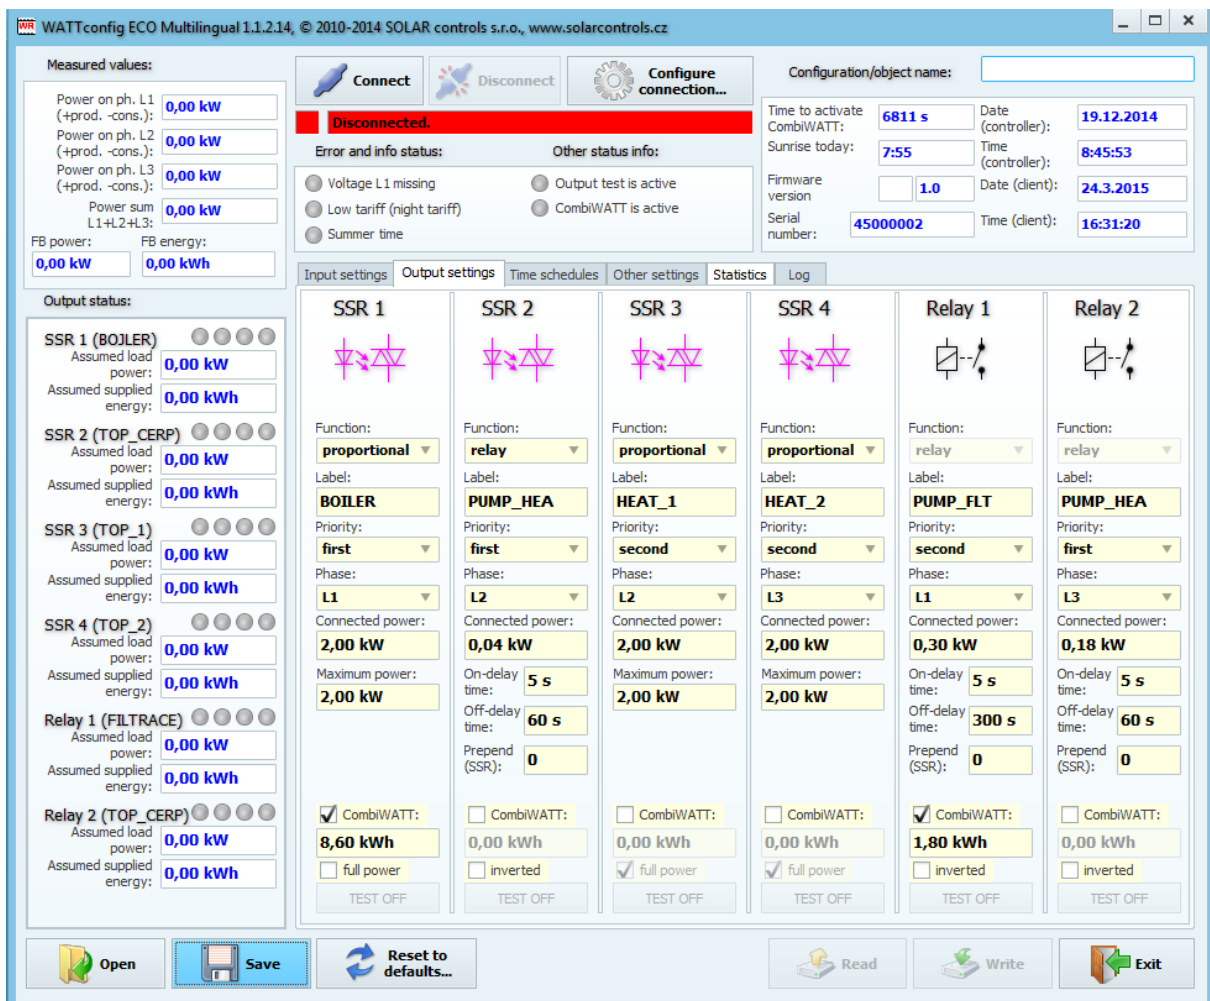 WATTconfig ECO Multilingual 1.1.2.14, © 2010-2014 SOLAR controls s.r.o., www.solarcontrols.cz
Measured values:
Power on ph. L1
(+prod. -cons.):
0,00 kW
Power on ph. L2
(+prod. -cons.):
0,00 kW
Power on ph. L3
(+prod. -cons.):
0,00 kW
Power sum
L1+L2+L3:
0,00 kW
FB power: FB energy:
0,00 kW 0,00 kWh
Connect Disconnect Configure
connection...
Disconnected.
Error and info status: Other status info:
Voltage L1 missing Output test is active
Low tariff (night tariff) CombiWATT is active
Summer time
Configuration/object name:
Time to activate
CombiWATT:
6811 s
Date
(controller):
19.12.2014
Sunrise today:
7:55
Time
(controller):
8:45:53
Firmware
version
1.0
Date (client):
24.3.2015
Serial
number:
45000002
Time (client):
16:31:20
Output status:
SSR 1 (BOJLER)
Assumed load
power:
0,00 kW
Assumed supplied
energy:
0,00 kWh
SSR 2 (TOP_CERP)
Assumed load
power:
0,00 kW
Assumed supplied
energy:
0,00 kWh
SSR 3 (TOP_1)
Assumed load
power:
0,00 kW
Assumed supplied
energy:
0,00 kWh
SSR 4 (TOP_2)
Assumed load
power:
0,00 kW
Assumed supplied
energy:
0,00 kWh
Relay 1 (FILTRACE)
Assumed load
power:
0,00 kW
Assumed supplied
energy:
0,00 kWh
Relay 2 (TOP_CERP)
Assumed load
power:
0,00 kW
Assumed supplied
energy:
0,00 kWh
Input settings Output settings Time schedules Other settings Statistics Log
SSR 1
Function:
proportional
Label:
BOILER
Priority:
first
Phase:
L1
Connected power:
2,00 kW
Maximum power:
2,00 kW
CombiWATT:
8,60 kWh
full power
TEST OFF
SSR 2
Function:
relay
Label:
PUMP_HEA
Priority:
first
Phase:
L2
Connected power:
0,04 kW
On-delay
time:
5 s
Off-delay
time:
60 s
Prepend
(SSR):
0
CombiWATT:
0,00 kWh
inverted
TEST OFF
SSR 3
Function:
proportional
Label:
HEAT_1
Priority:
second
Phase:
L2
Connected power:
2,00 kW
Maximum power:
2,00 kW
CombiWATT:
0,00 kWh
full power
TEST OFF
SSR 4
Function:
proportional
Label:
HEAT_2
Priority:
second
Phase:
L3
Connected power:
2,00 kW
Maximum power:
2,00 kW
CombiWATT:
0,00 kWh
full power
TEST OFF
Relay 1
Function:
relay
Label:
PUMP_FLT
Priority:
second
Phase:
L1
Connected power:
0,30 kW
On-delay
time:
5 s
Off-delay
time:
300 s
Prepend
(SSR):
0
CombiWATT:
1,80 kWh
inverted
TEST OFF
Relay 2
Function:
relay
Label:
PUMP_HEA
Priority:
first
Phase:
L3
Connected power:
0,18 kW
On-delay
time:
5 s
Off-delay
time:
60 s
Prepend
(SSR):
0
CombiWATT:
0,00 kWh
inverted
TEST OFF
Open Save Reset to
defaults... Read Write Exit